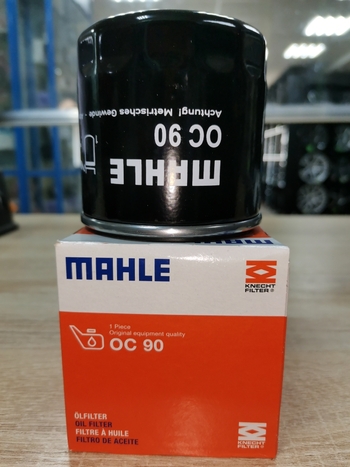 Achtung! Metrisches Gewinde -
OC 90
MAHLE
MAHLE
KNECHT
FILTER
1 Piece
Original equipment quality
OC 90
ÖLFILTER
OIL FILTER
FILTRE À HUILE
FILTRO DE ACEITE
KNECHT
FILTER